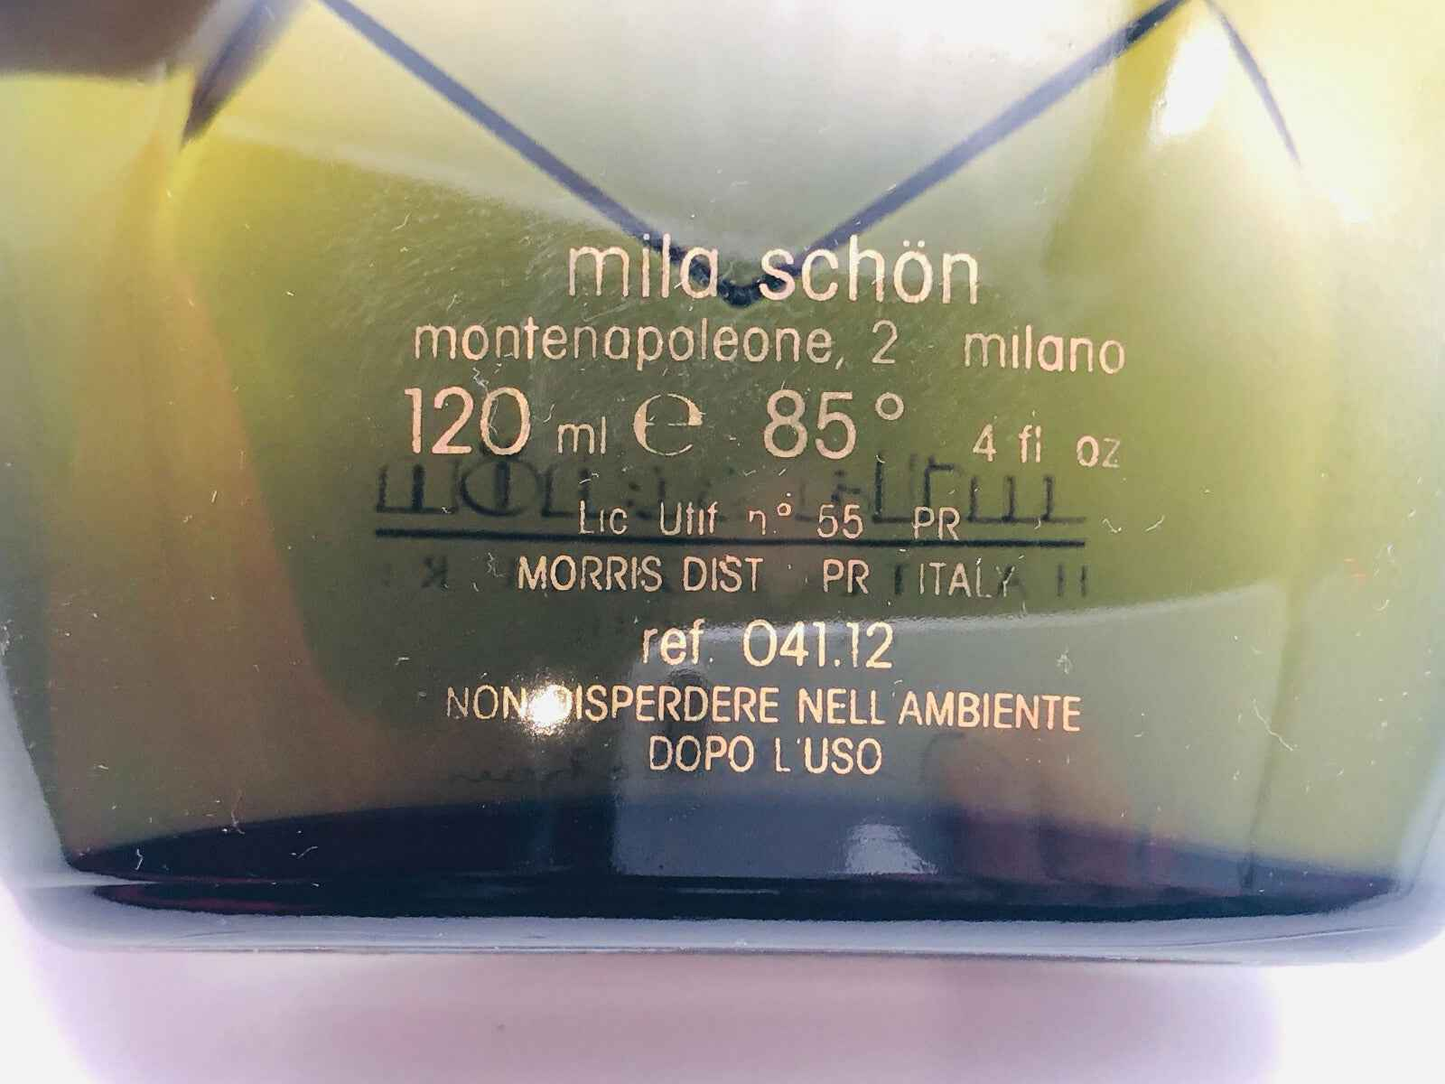 mila schön
montenapoleone, 2 milano
120 ml ℮ 85° 4 fl oz
Lic Utif n° 55 PR
MORRIS DIST PR ITALY
ref. 041.12
NON DISPERDERE NELL'AMBIENTE
DOPO L'USO